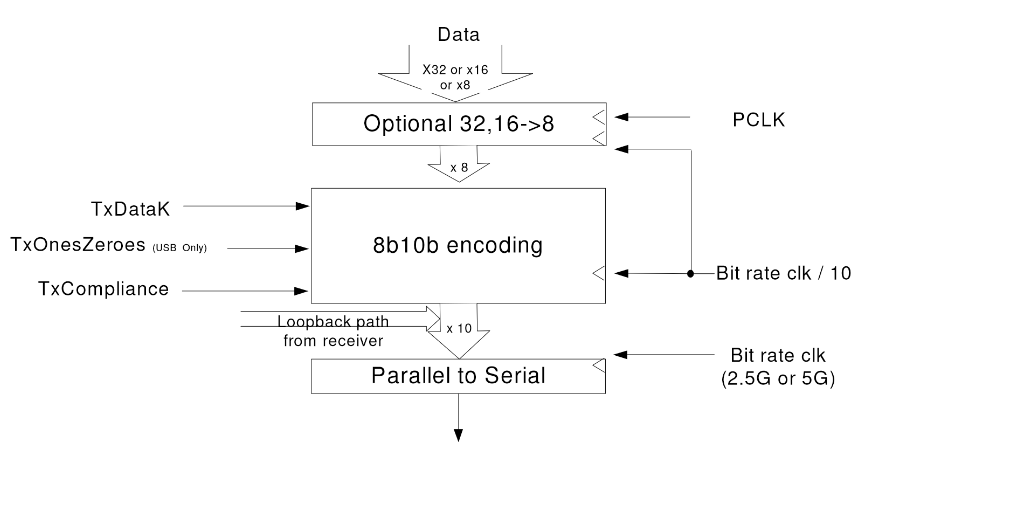 Data
X32 or x16
or x8
Optional 32,16->8
PCLK
x 8
TxDataK
TxOnesZeroes (USB Only)
8b10b encoding
TxCompliance
Bit rate clk / 10
Loopback path
from receiver
x 10
Parallel to Serial
Bit rate clk
(2.5G or 5G)